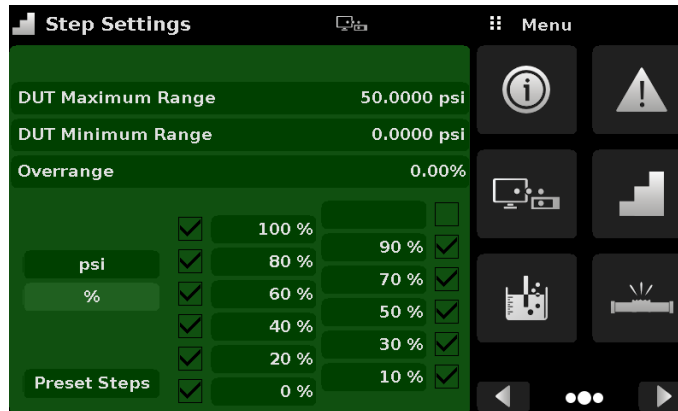 Step Settings
Menu
DUT Maximum Range 50.0000 psi
DUT Minimum Range 0.0000 psi
Overrange 0.00%
100 %
90 %
psi
80 %
70 %
%
60 %
50 %
40 %
30 %
20 %
10 %
Preset Steps
0 %